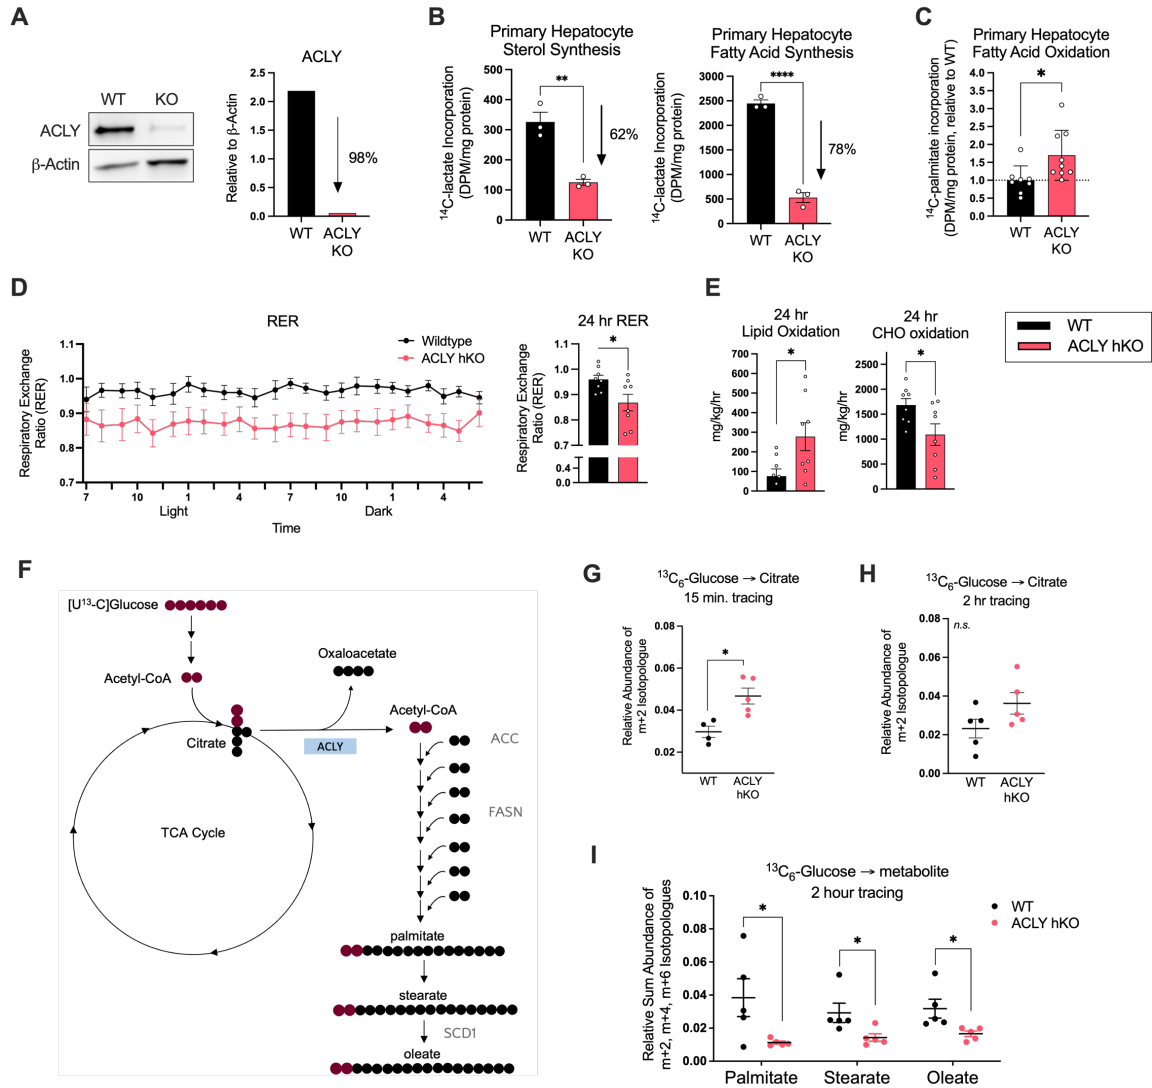 A
WT KO
ACLY
β-Actin
ACLY
Relative to β-Actin
2.5
2.0
1.5
1.0
0.5
0.0
98%
WT ACLY
KO
B
Primary Hepatocyte
Sterol Synthesis
14C-lactate Incorporation
(DPM/mg protein)
500
400
300
200
100
0
**
62%
WT ACLY
KO
Primary Hepatocyte
Fatty Acid Synthesis
14C-lactate Incorporation
(DPM/mg protein)
3000
2500
2000
1500
1000
500
0
****
78%
WT ACLY
KO
C
Primary Hepatocyte
Fatty Acid Oxidation
14C-palmitate incorporation
(DPM/mg protein, relative to WT)
4.0
3.5
3.0
2.5
2.0
1.5
1.0
0.5
0.0
*
WT ACLY
KO
D
RER
Wildtype
ACLY hKO
Respiratory Exchange
Ratio (RER)
1.1
1.0
0.9
0.8
0.7
7 10 1 4 7 10 1 4
Light Dark
Time
24 hr RER
Respiratory Exchange
Ratio (RER)
1.1
1.0
0.9
0.8
0.7
0.4
0.0
*
E
24 hr
Lipid Oxidation
mg/kg/hr
700
600
500
400
300
200
100
0
*
24 hr
CHO oxidation
mg/kg/hr
2500
2000
1500
1000
500
0
*
WT
ACLY hKO
F
[U13-C]Glucose
Acetyl-CoA
Oxaloacetate
Citrate
ACLY
Acetyl-CoA
ACC
FASN
TCA Cycle
palmitate
stearate
SCD1
oleate
G
13C6-Glucose → Citrate
15 min. tracing
Relative Abundance of
m+2 Isotopologue
0.08
0.06
0.04
0.02
*
WT ACLY
hKO
H
13C6-Glucose → Citrate
2 hr tracing
Relative Abundance of
m+2 Isotopologue
0.08
0.06
0.04
0.02
0.00
n.s.
WT ACLY
hKO
I
13C6-Glucose → metabolite
2 hour tracing
Relative Sum Abundance of
m+2, m+4, m+6 Isotopologues
0.10
0.08
0.06
0.04
0.02
0.00
*
*
*
WT
ACLY hKO
Palmitate Stearate Oleate